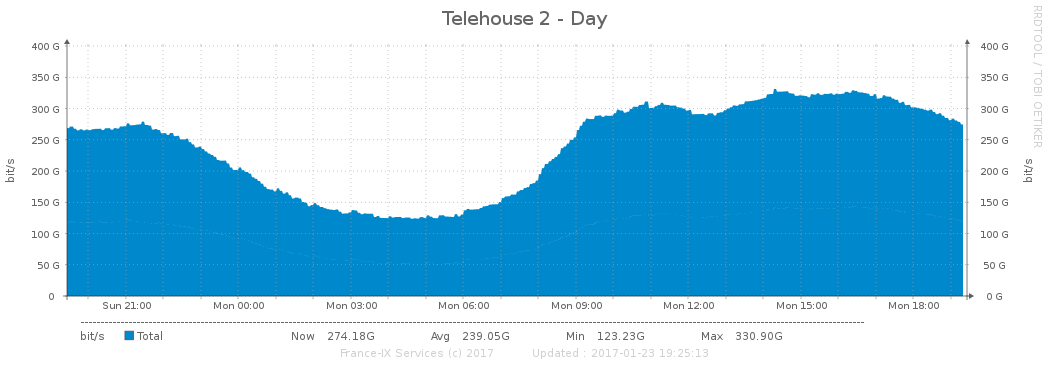 Telehouse 2 - Day
RRDTOOL / TOBI OETIKER
400 G 400 G
350 G 350 G
300 G 300 G
250 G 250 G
200 G 200 G
150 G 150 G
100 G 100 G
50 G 50 G
0 0 G
bit/s
bit/s
Sun 21:00 Mon 00:00 Mon 03:00 Mon 06:00 Mon 09:00 Mon 12:00 Mon 15:00 Mon 18:00
bit/s Total Now 274.18G Avg 239.05G Min 123.23G Max 330.90G
France-IX Services (c) 2017 Updated : 2017-01-23 19:25:13